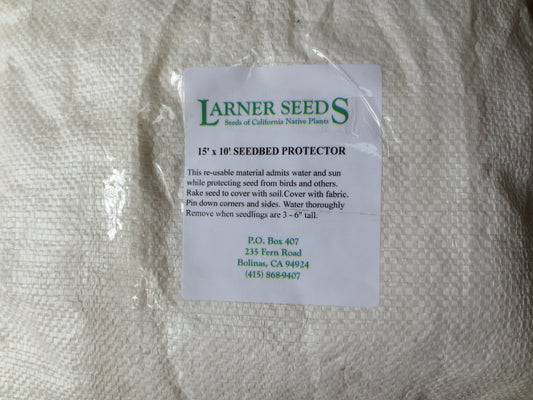 LARNER SEEDS
Seeds of California Native Plants
15' x 10' SEEDBED PROTECTOR
This re-usable material admits water and sun
while protecting seed from birds and others.
Rake seed to cover with soil.Cover with fabric.
Pin down corners and sides. Water thoroughly
Remove when seedlings are 3 - 6" tall.
P.O. Box 407
235 Fern Road
Bolinas, CA 94924
(415) 868-9407